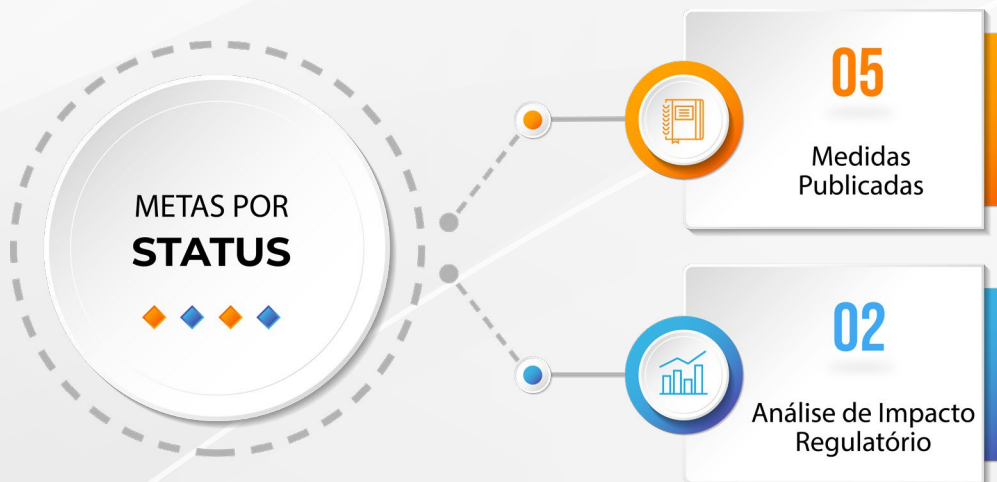 METAS POR
STATUS
05
Medidas
Publicadas
02
Análise de Impacto
Regulatório